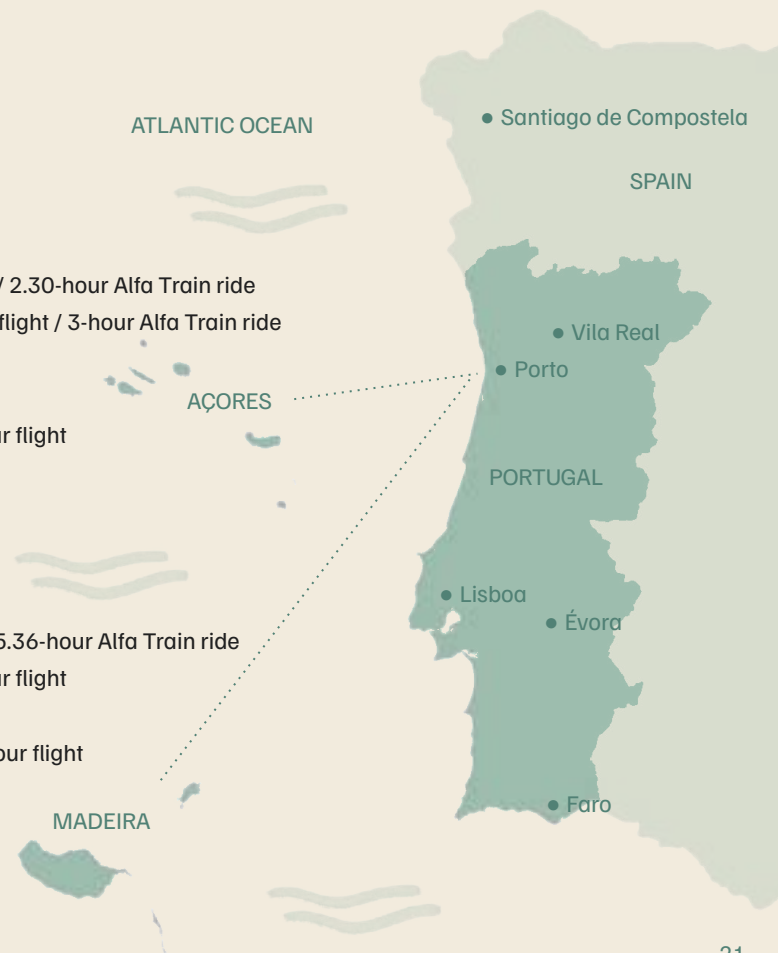 Santiago de Compostela
ATLANTIC OCEAN
SPAIN
/ 2.30-hour Alfa Train ride
flight / 3-hour Alfa Train ride
Vila Real
Porto
AÇORES
flight
PORTUGAL
Lisboa
Évora
5.36-hour Alfa Train ride
flight
flight
Faro
MADEIRA